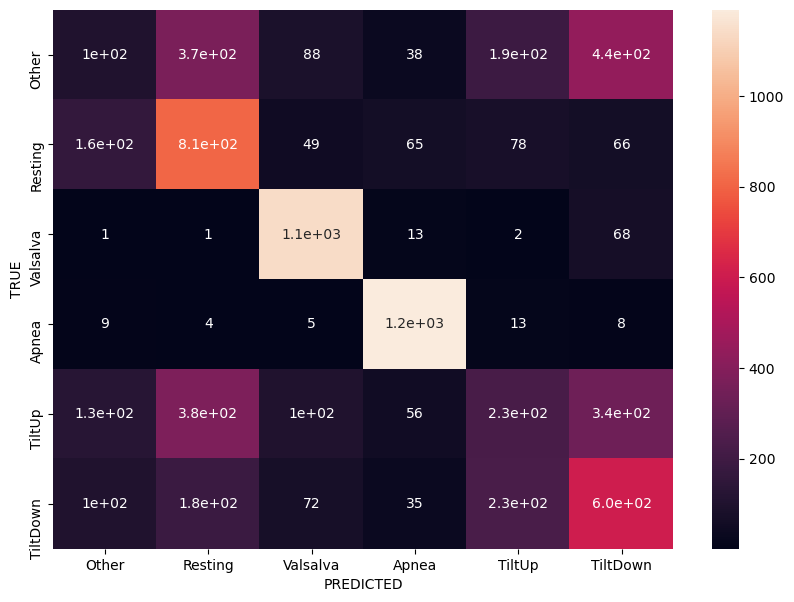 Other 1e+02 3.7e+02 88 38 1.9e+02 4.4e+02
Resting 1.6e+02 8.1e+02 49 65 78 66
Valsalva 1 1 1.1e+03 13 2 68
Apnea 9 4 5 1.2e+03 13 8
TiltUp 1.3e+02 3.8e+02 1e+02 56 2.3e+02 3.4e+02
TiltDown 1e+02 1.8e+02 72 35 2.3e+02 6.0e+02
TRUE
Other Resting Valsalva Apnea TiltUp TiltDown
PREDICTED
1000
800
600
400
200